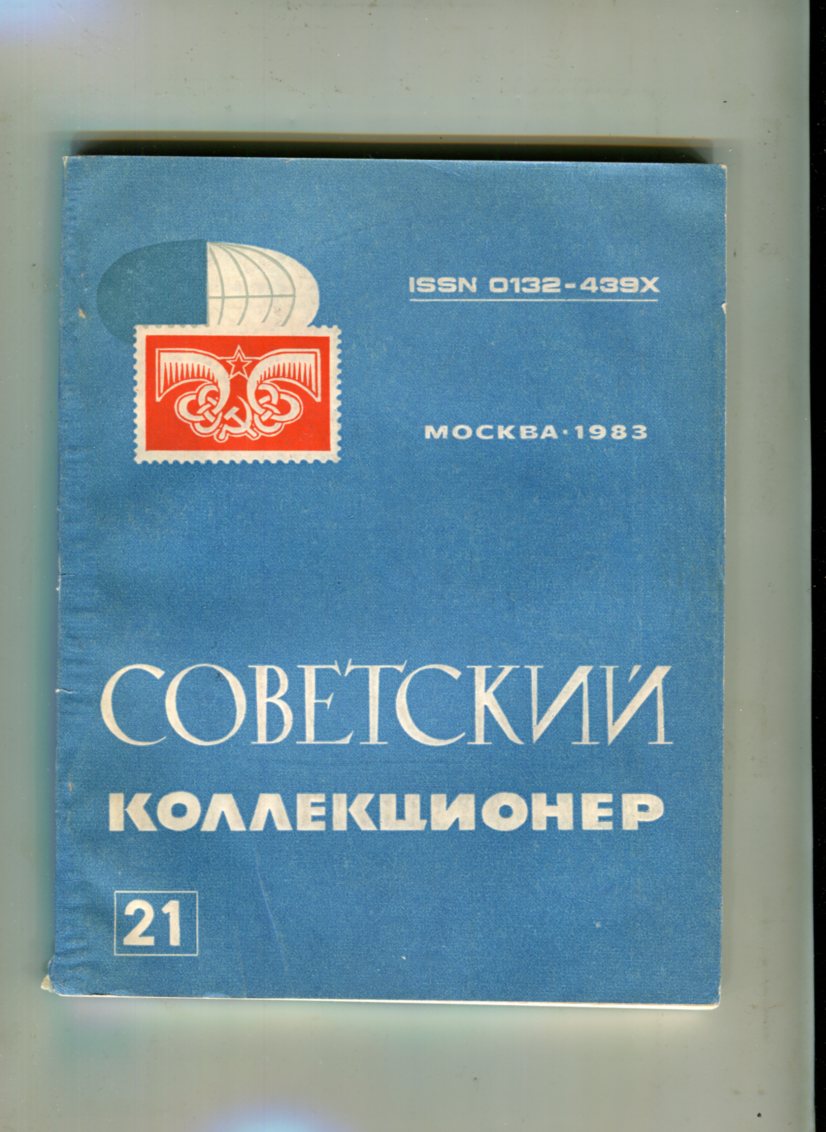 ISSN 0132-439X
МОСКВА·1983
СОВЕТСКИЙ
КОЛЛЕКЦИОНЕР
21